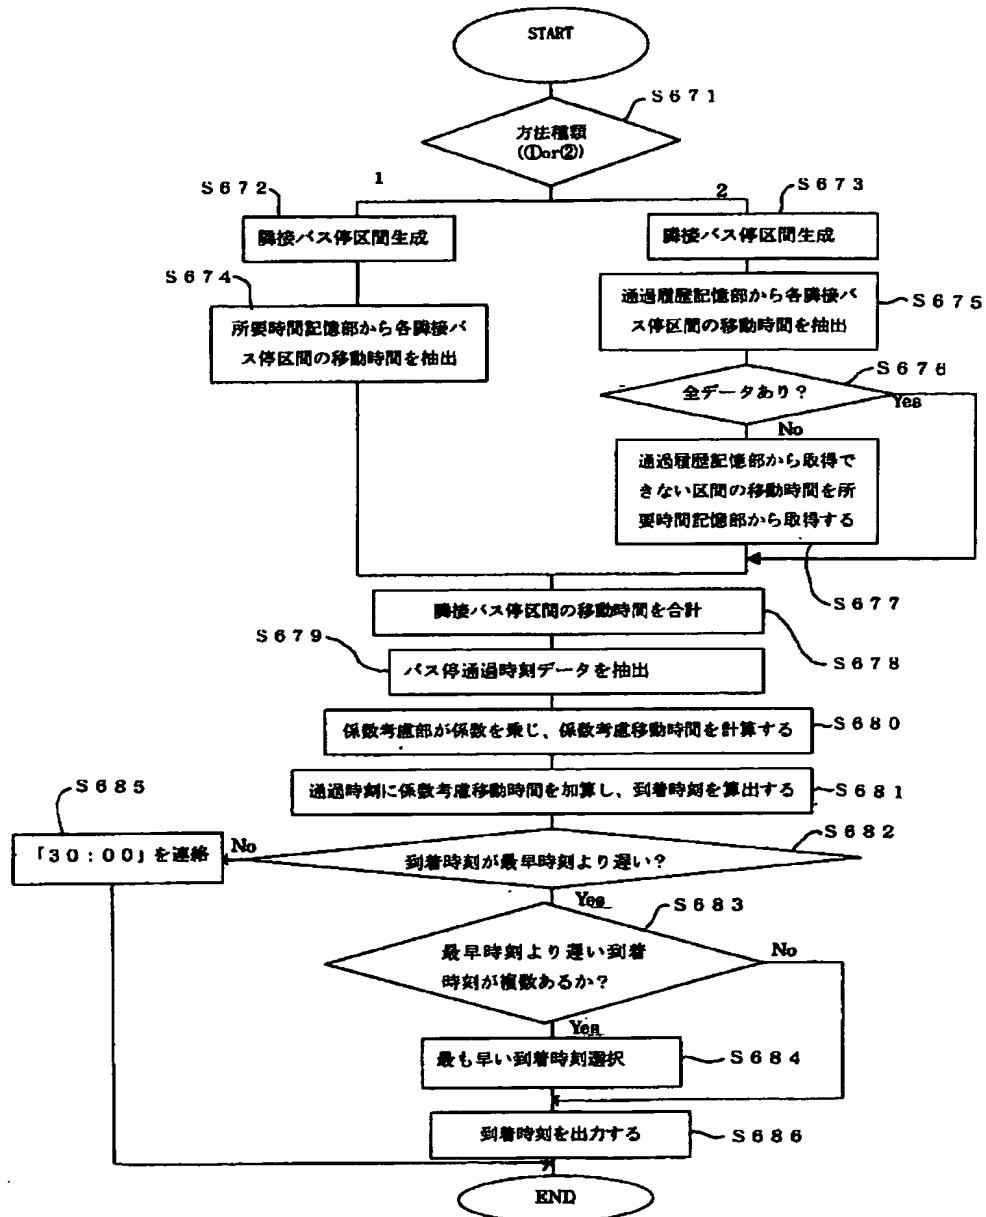 START
S671
方法種類
(①or②)
1
2
S672
S673
隣接バス停区間生成
隣接バス停区間生成
S674
S675
通過履歴記憶部から各隣接バ
ス停区間の移動時間を抽出
所要時間記憶部から各隣接バ
ス停区間の移動時間を抽出
S676
全データあり?
Yes
No
通過履歴記憶部から取得で
きない区間の移動時間を所
要時間記憶部から取得する
S677
隣接バス停区間の移動時間を合計
S678
S679
バス停通過時刻データを抽出
係数考慮部が係数を乗じ、係数考慮移動時間を計算する
S680
通過時刻に係数考慮移動時間を加算し、到着時刻を算出する
S681
S685
S682
「30:00」を連絡
No
到着時刻が最早時刻より遅い?
Yes
S683
最早時刻より遅い到着
時刻が複数あるか?
No
Yes
最も早い到着時刻選択
S684
到着時刻を出力する
S686
END